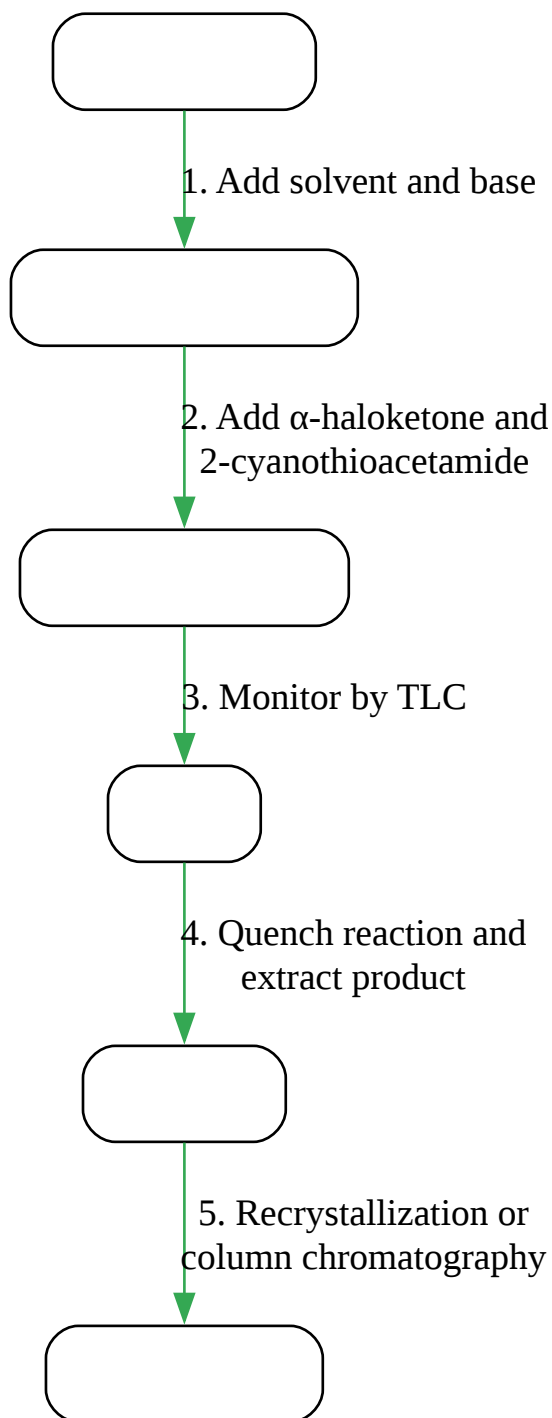 1. Add solvent and base
2. Add α-haloketone and
2-cyanothioacetamide
3. Monitor by TLC
4. Quench reaction and
extract product
5. Recrystallization or
column chromatography